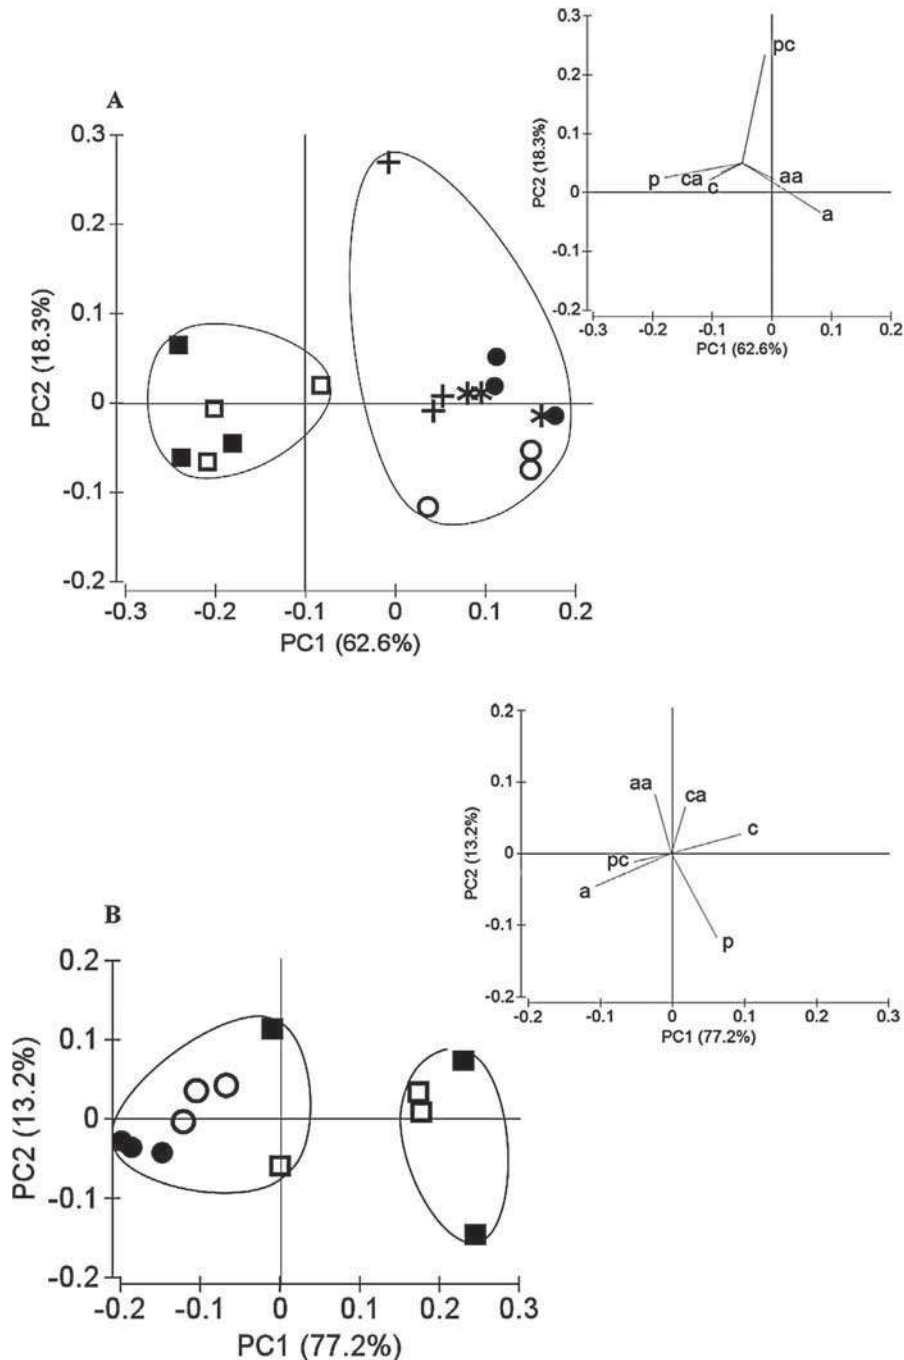 A
0.3
0.2
0.1
0
-0.1
-0.2
PC2 (18.3%)
-0.3 -0.2 -0.1 0 0.1 0.2
PC1 (62.6%)
0.3
0.2
0.1
0
-0.1
-0.2
PC2 (18.3%)
pc
p ca c aa a
-0.3 -0.2 -0.1 0 0.1 0.2
PC1 (62.6%)
B
0.2
0.1
0
-0.1
-0.2
PC2 (13.2%)
-0.2 -0.1 0 0.1 0.2 0.3
PC1 (77.2%)
0.2
0.1
0
-0.1
-0.2
PC2 (13.2%)
aa ca
c
pc
a
p
-0.2 -0.1 0 0.1 0.2 0.3
PC1 (77.2%)